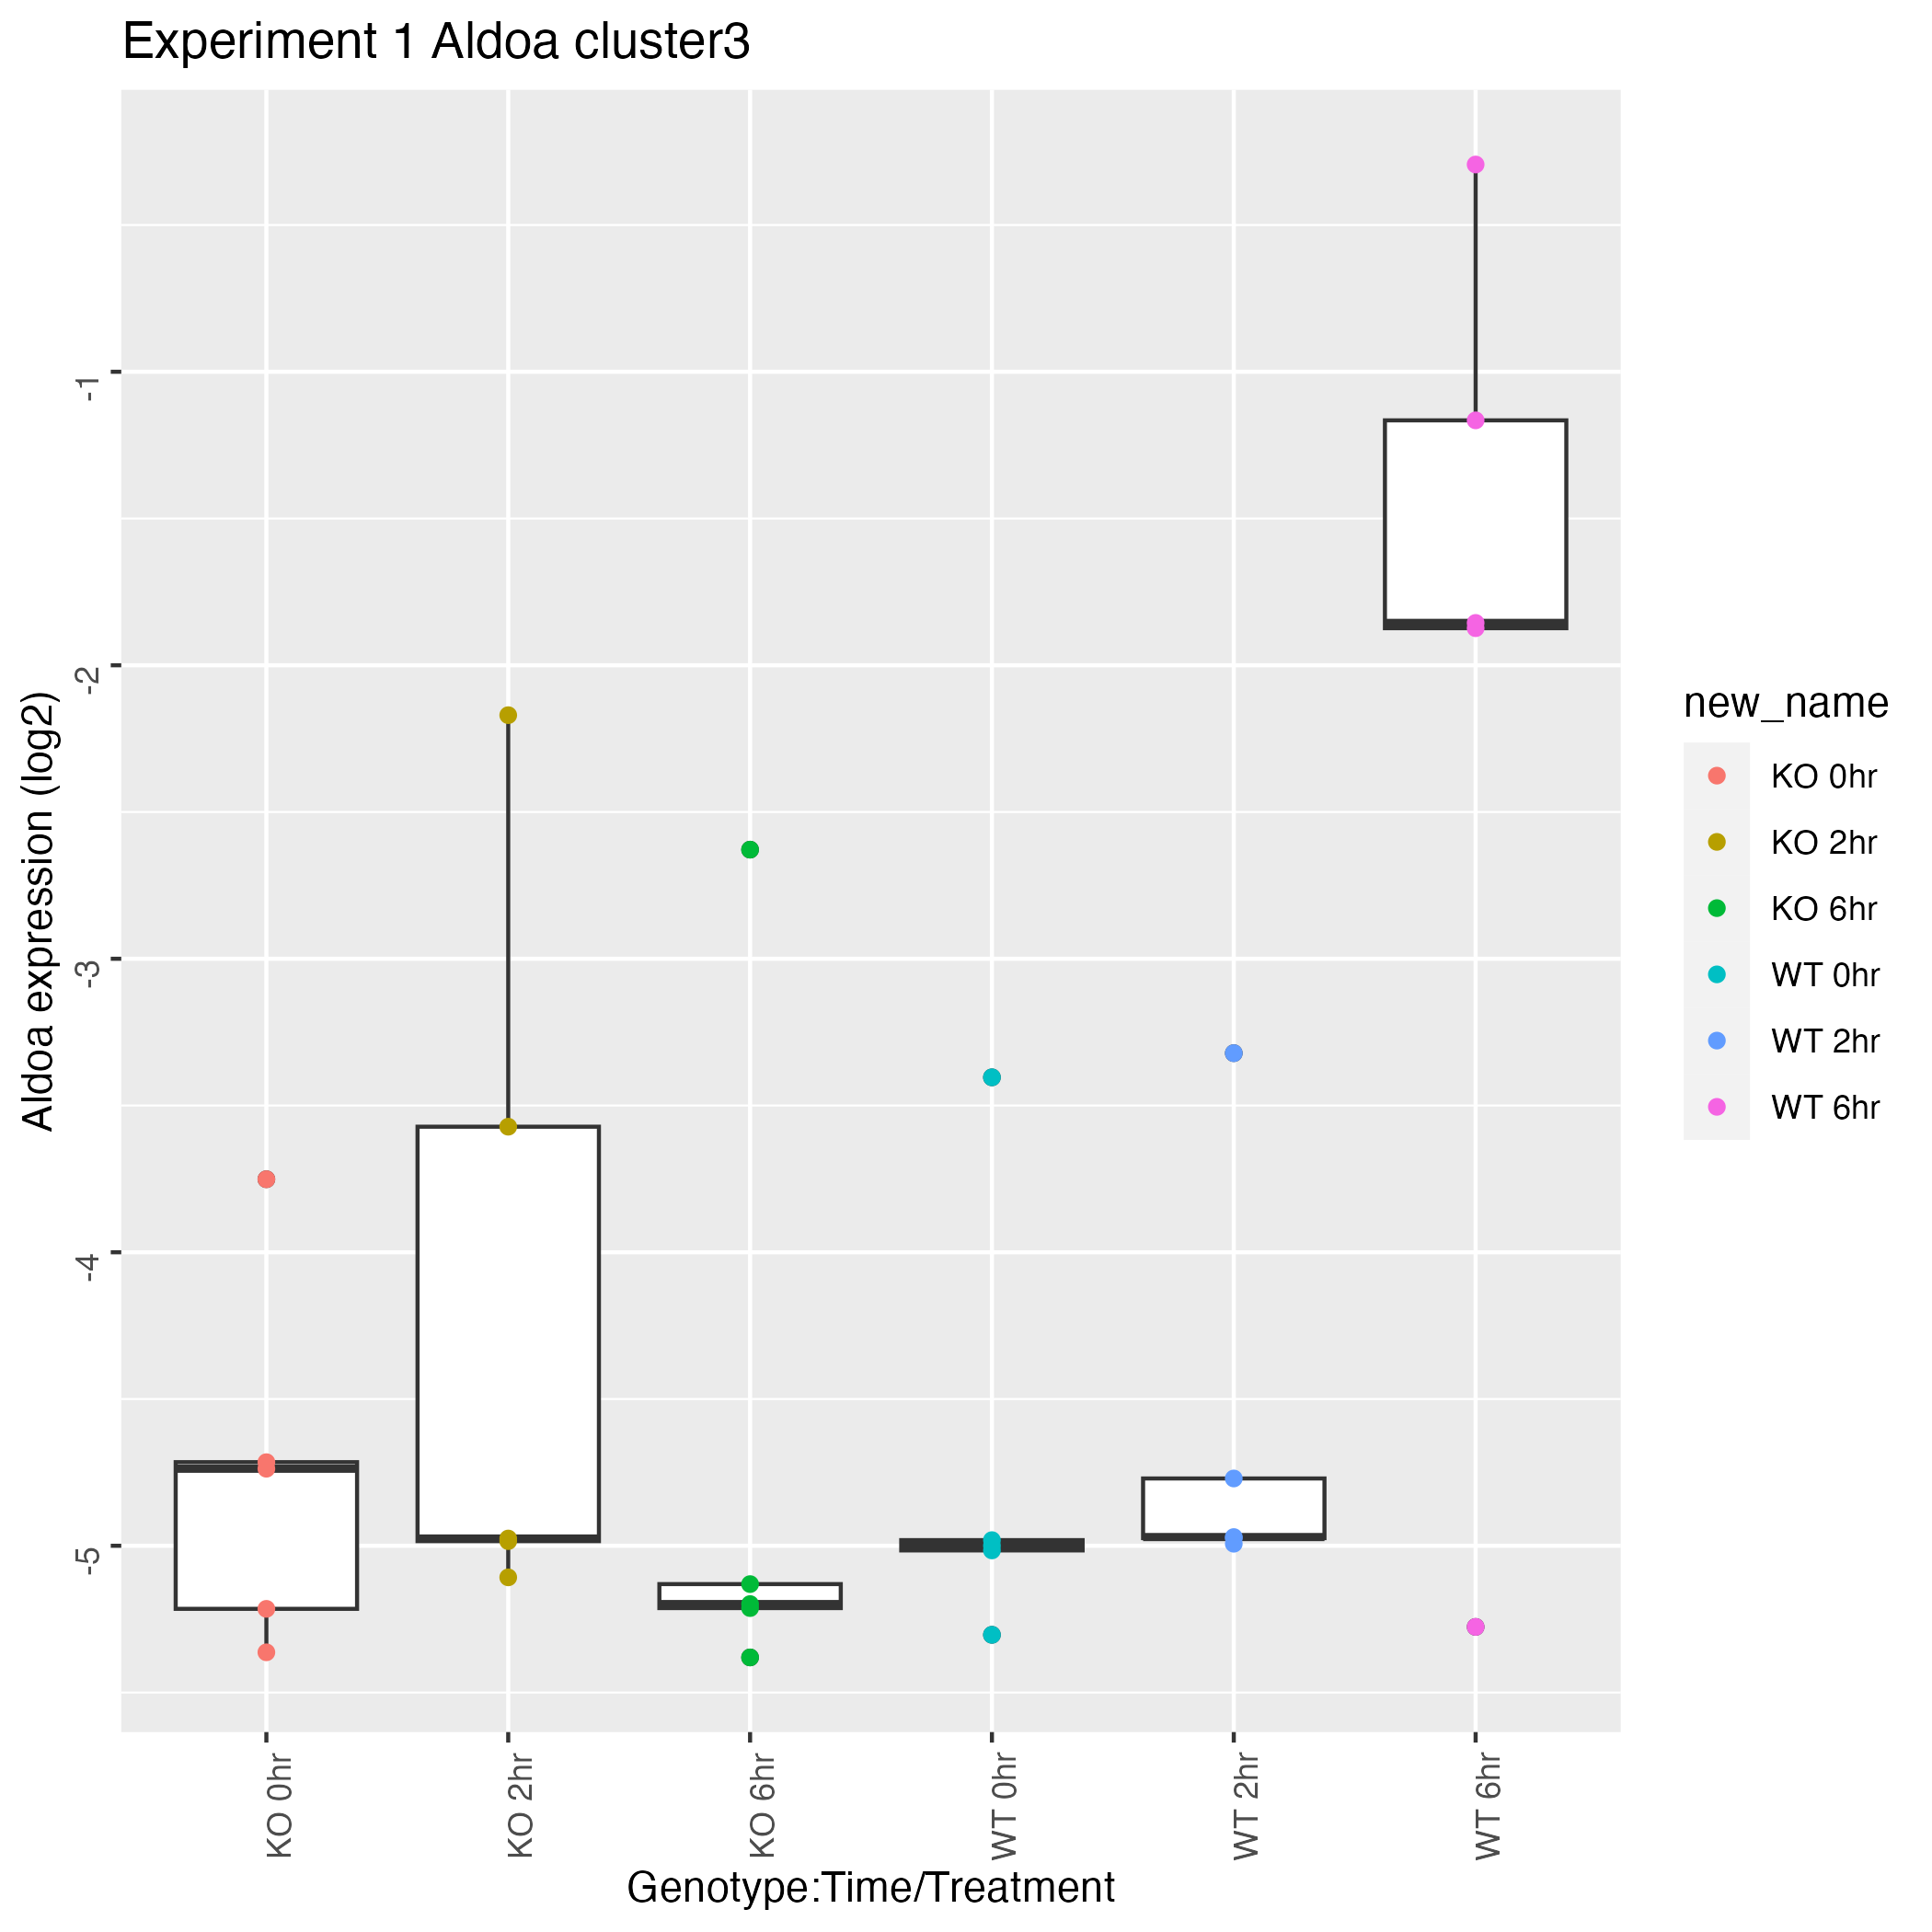 Experiment 1 Aldoa cluster3
Aldoa expression (log2)
-1
-2
-3
-4
-5
KO 0hr
KO 2hr
KO 6hr
WT 0hr
WT 2hr
WT 6hr
Genotype:Time/Treatment
new_name
KO 0hr
KO 2hr
KO 6hr
WT 0hr
WT 2hr
WT 6hr